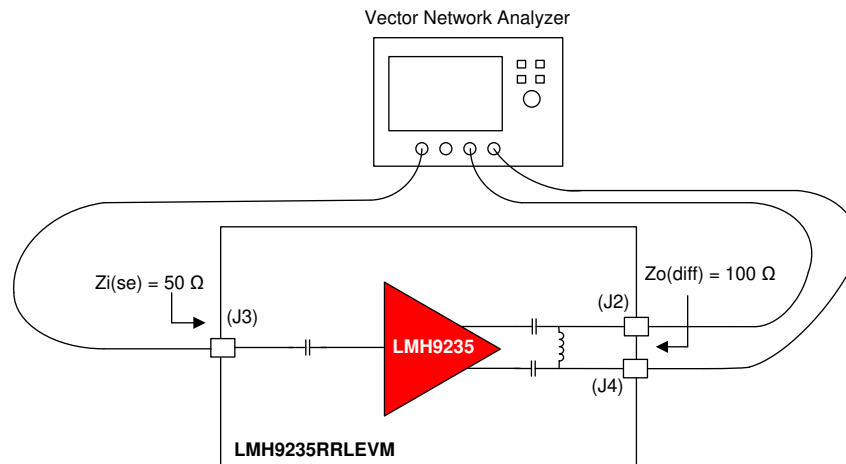 Vector Network Analyzer
Zi(se) = 50 Ω
Zo(diff) = 100 Ω
(J3)
(J2)
LMH9235
(J4)
LMH9235RRLEVM